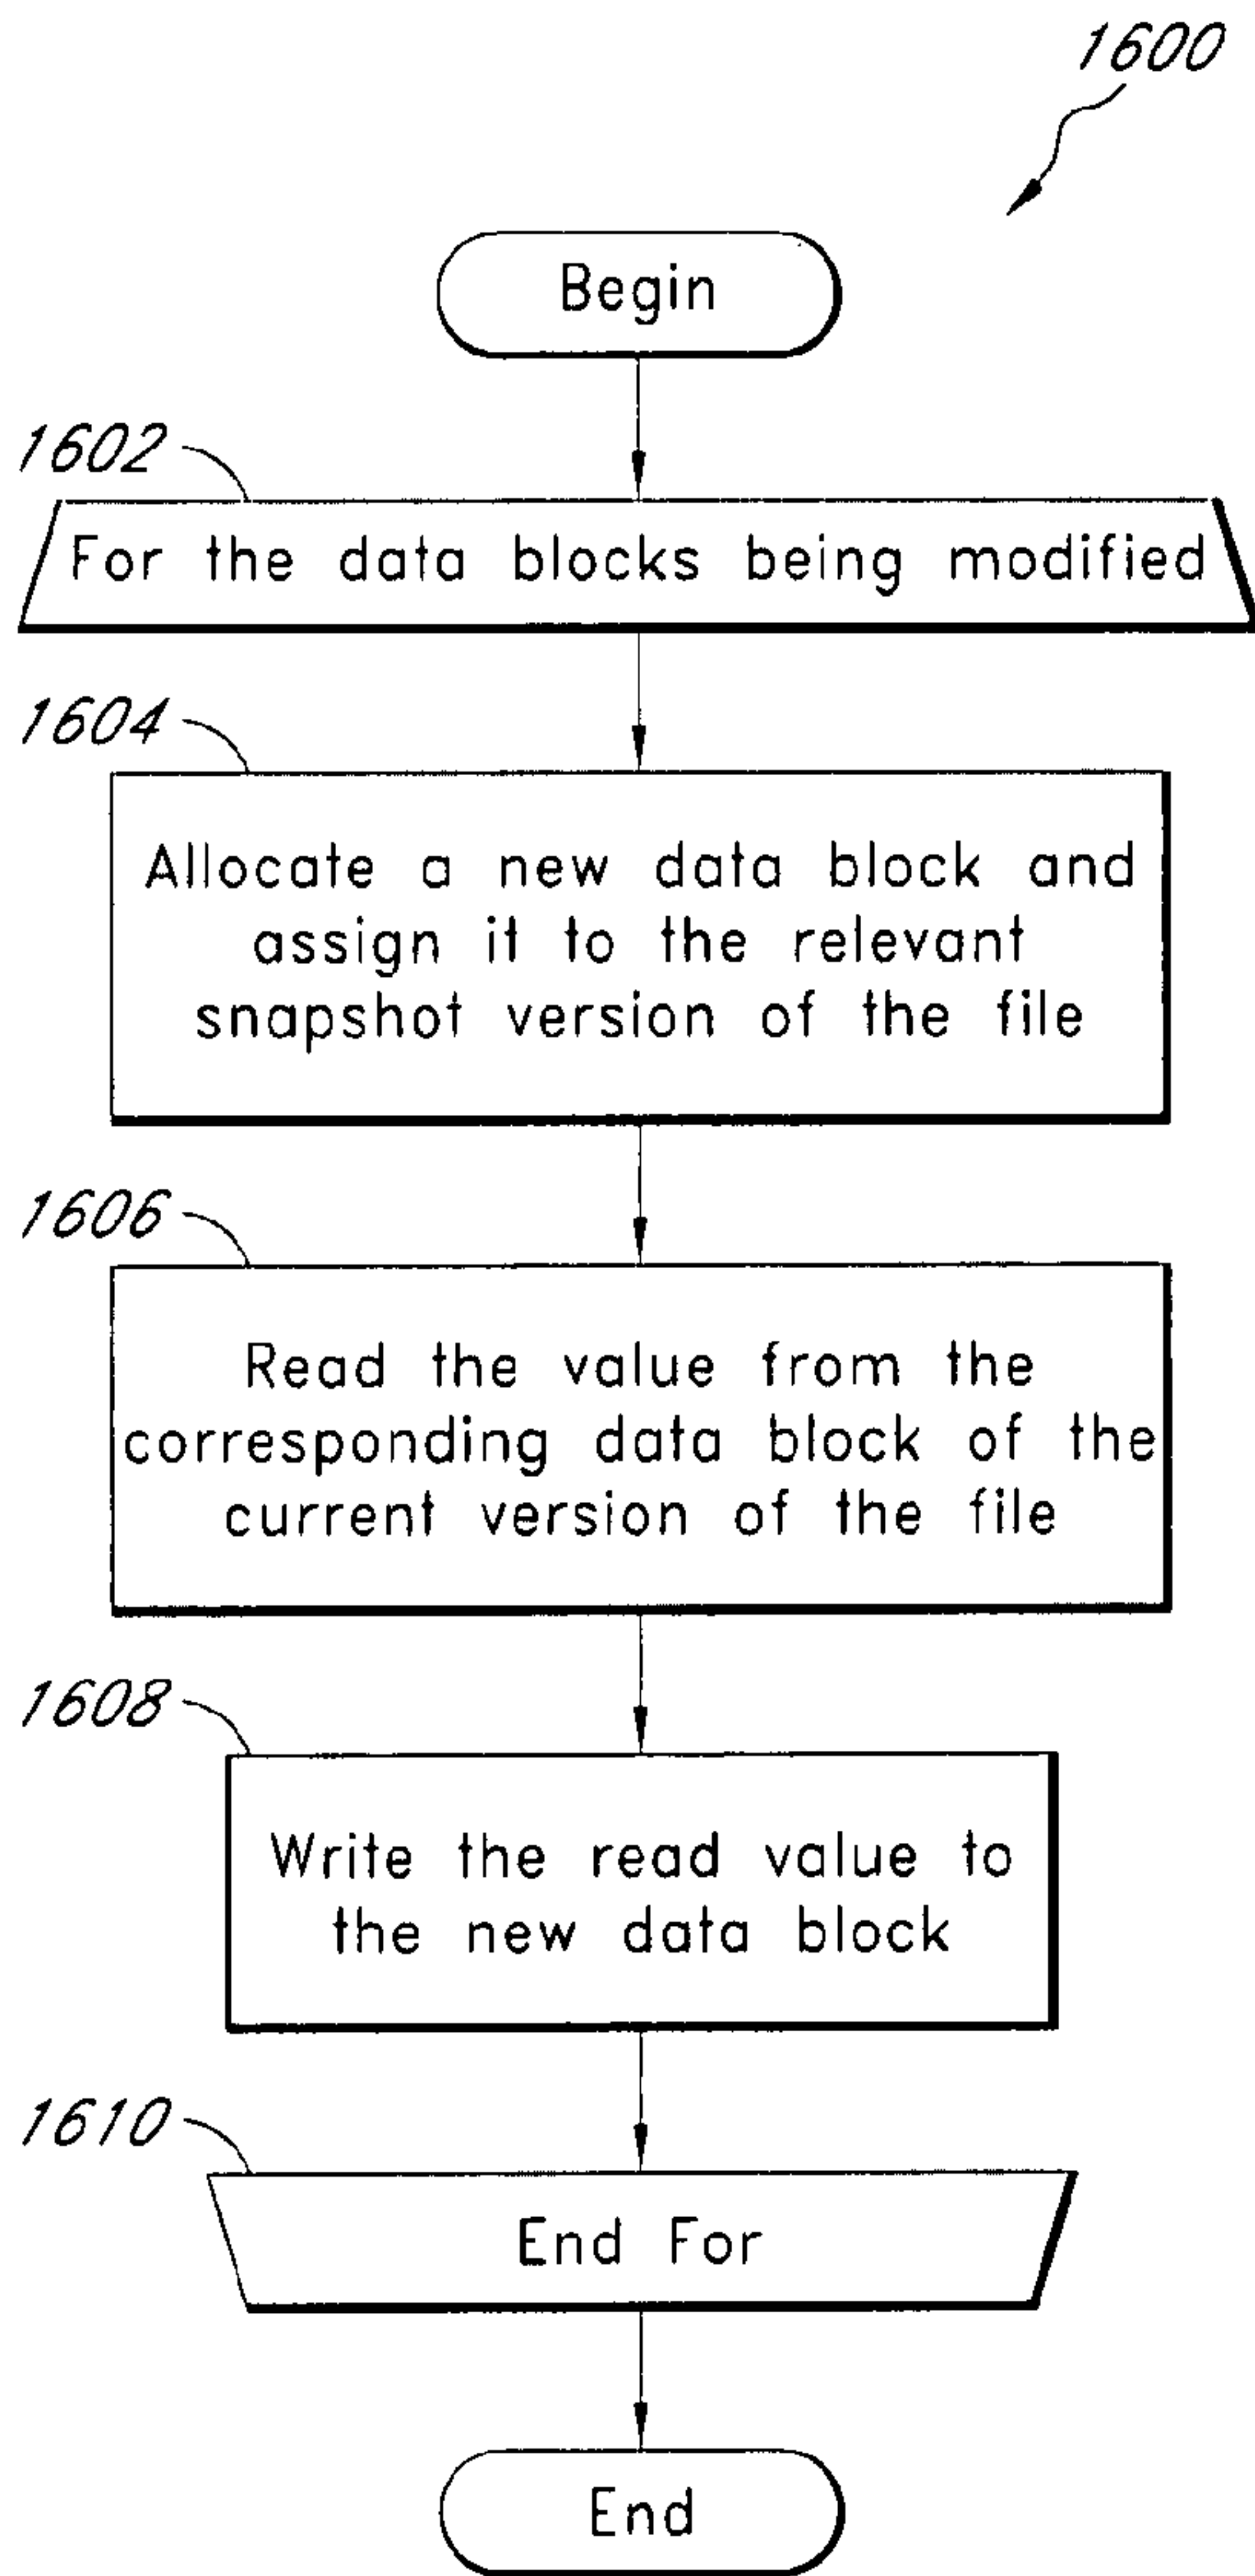 1600
Begin
1602
For the data blocks being modified
1604
Allocate a new data block and
assign it to the relevant
snapshot version of the file
1606
Read the value from the
corresponding data block of the
current version of the file
1608
Write the read value to
the new data block
1610
End For
End